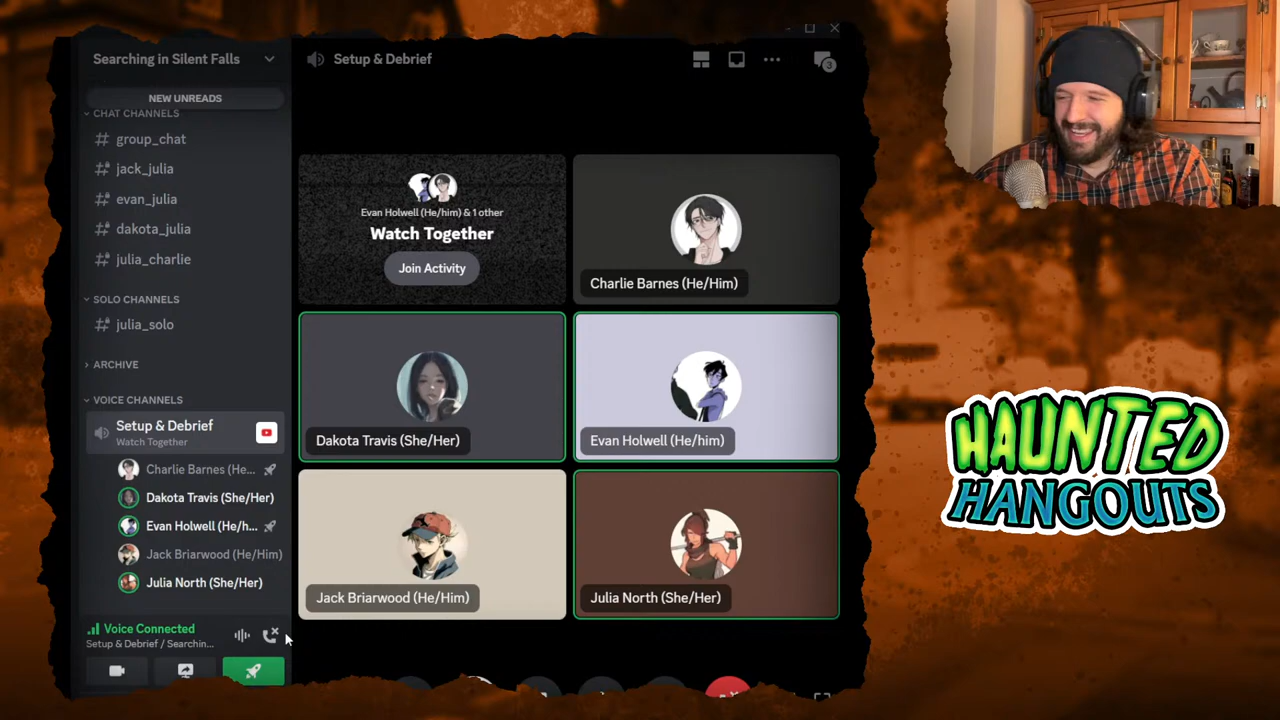 Searching in Silent Falls
NEW UNREADS
CHAT CHANNELS
group_chat
jack_julia
evan_julia
dakota_julia
julia_charlie
SOLO CHANNELS
julia_solo
ARCHIVE
VOICE CHANNELS
Setup & Debrief
Watch Together
Charlie Barnes (He...
Dakota Travis (She/Her)
Evan Holwell (He/h...
Jack Briarwood (He/Him)
Julia North (She/Her)
Voice Connected
Setup & Debrief / Searchin...
Setup & Debrief
3
Evan Holwell (He/him) & 1 other
Watch Together
Join Activity
Charlie Barnes (He/Him)
Dakota Travis (She/Her)
Evan Holwell (He/him)
Jack Briarwood (He/Him)
Julia North (She/Her)
HAUNTED
HANGOUTS